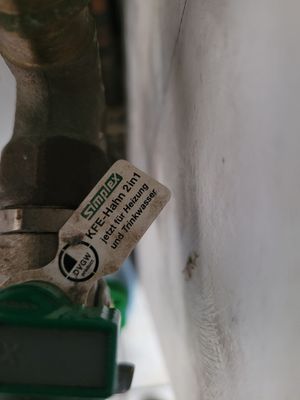 Simplex
KFE-Hahn 2in1
jetzt für Heizung
und Trinkwasser
DVGW